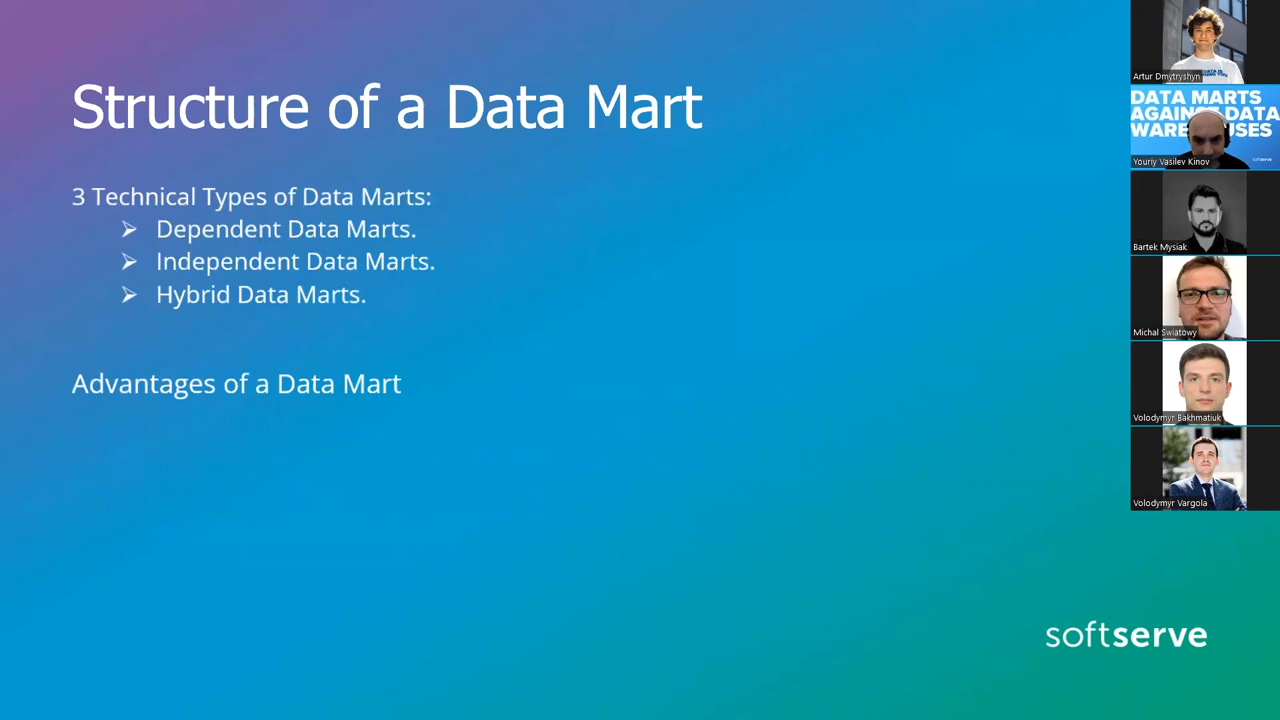 Structure of a Data Mart
3 Technical Types of Data Marts:
➢ Dependent Data Marts.
➢ Independent Data Marts.
➢ Hybrid Data Marts.
Advantages of a Data Mart
softserve
Artur Dmytryshyn
DATA MARTS
AGAINST DATA
WAREHOUSES
softserve
Youriy Vasilev Kinov
Bartek Mysiak
Michal Swiatowy
Volodymyr Bakhmatiuk
Volodymyr Vargola